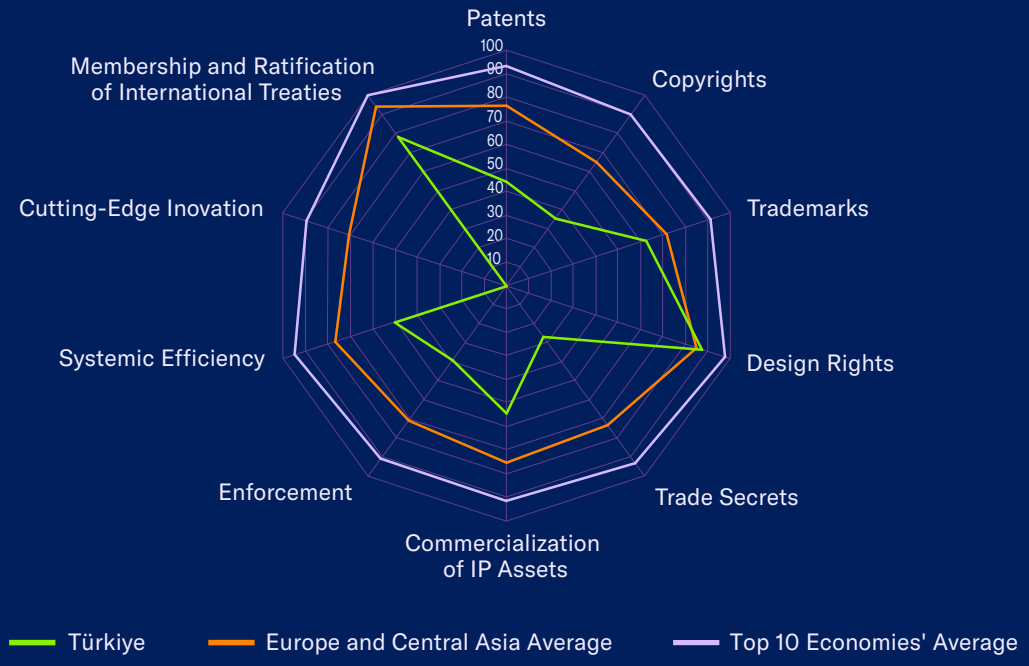 Patents
Membership and Ratification
of International Treaties
Copyrights
100
90
80
70
60
50
40
30
20
10
Cutting-Edge Inovation
Trademarks
Systemic Efficiency
Design Rights
Enforcement
Trade Secrets
Commercialization
of IP Assets
Türkiye
Europe and Central Asia Average
Top 10 Economies' Average